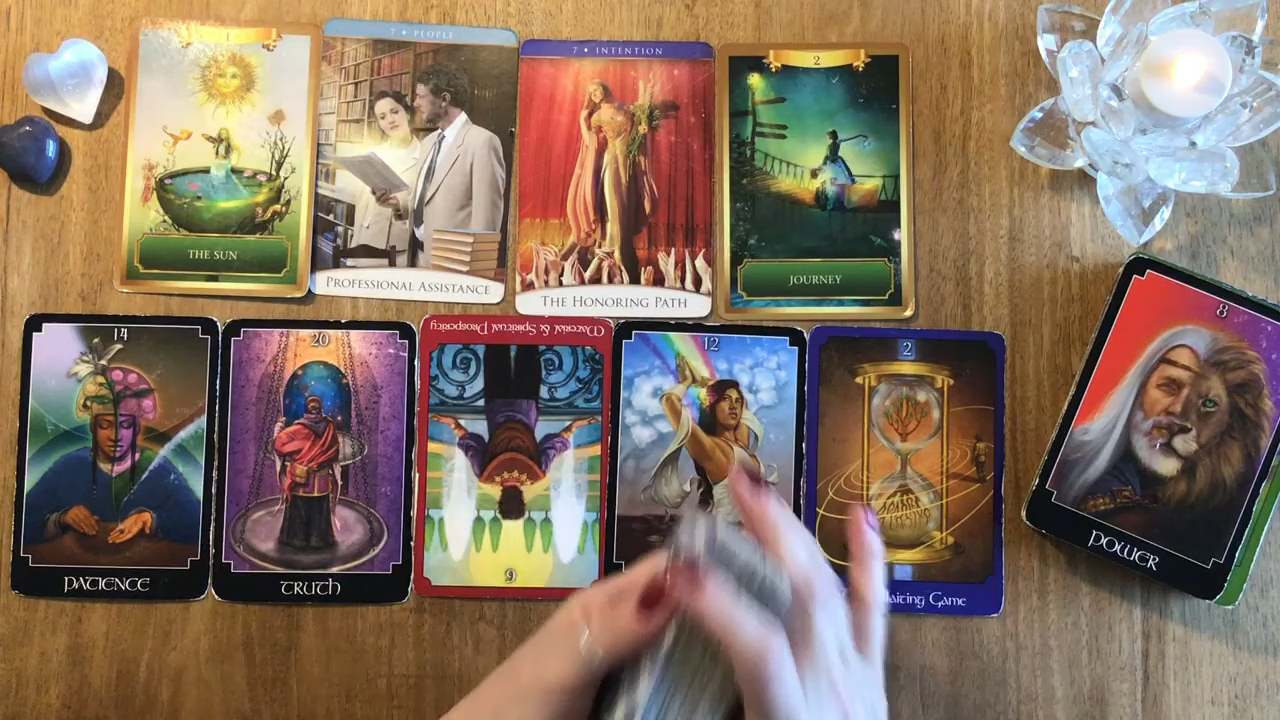 1
THE SUN
7 ♦ PEOPLE
PROFESSIONAL ASSISTANCE
7 ♦ INTENTION
THE HONORING PATH
2
JOURNEY
14
PATIENCE
20
TRUTH
Material & Spiritual Prosperity
9
12
2
aiting Game
8
POWER